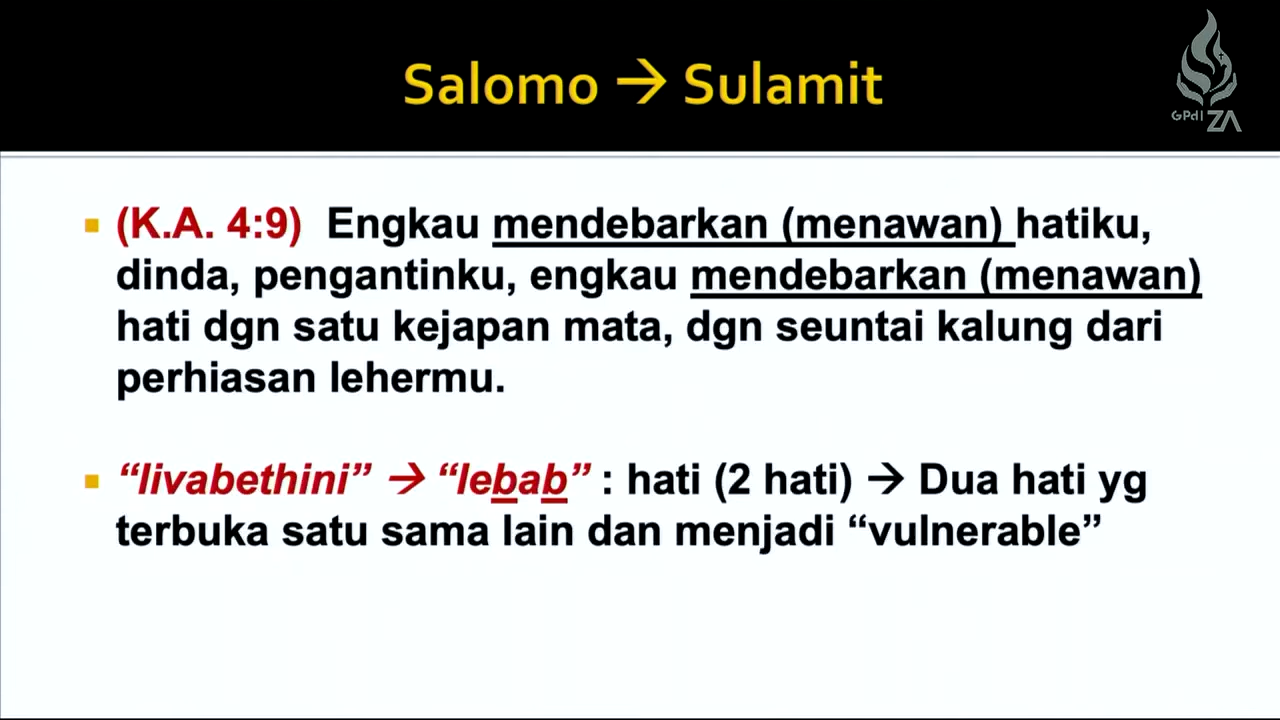 Salomo → Sulamit
GPdI ZA
(K.A. 4:9) Engkau mendebarkan (menawan) hatiku,
dinda, pengantinku, engkau mendebarkan (menawan)
hati dgn satu kejapan mata, dgn seuntai kalung dari
perhiasan lehermu.
“livabethini” → “lebab” : hati (2 hati) → Dua hati yg
terbuka satu sama lain dan menjadi “vulnerable”